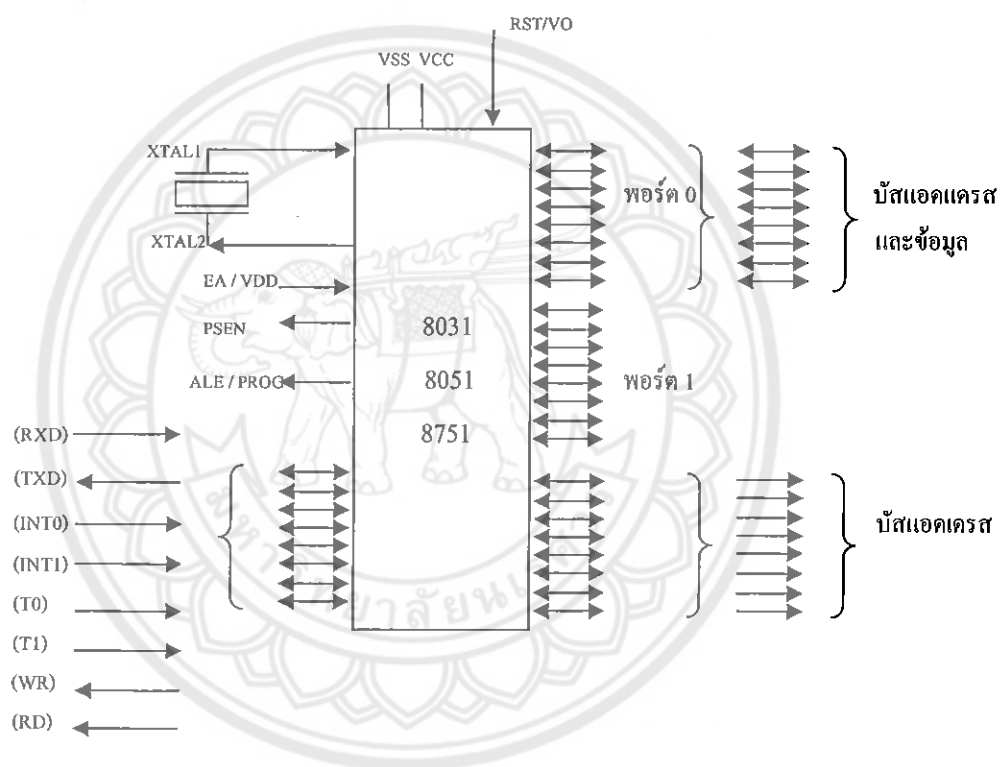 RST/VO
VSS VCC
XTAL1
XTAL2
EA / VDD
PSEN
ALE / PROG
8031
8051
8751
พอร์ต 0
บัสแอดแดรส
และข้อมูล
พอร์ต 1
(RXD)
(TXD)
(INT0)
(INT1)
(T0)
(T1)
(WR)
(RD)
บัสแอดเดรส